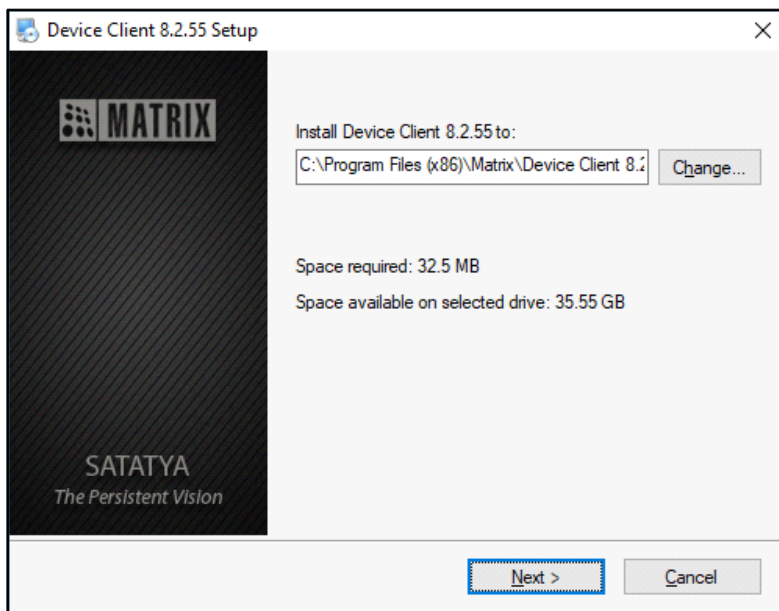 Device Client 8.2.55 Setup
MATRIX
Install Device Client 8.2.55 to:
C:\Program Files (x86)\Matrix\Device Client 8.2
Change...
Space required: 32.5 MB
Space available on selected drive: 35.55 GB
SATATYA
The Persistent Vision
Next >
Cancel